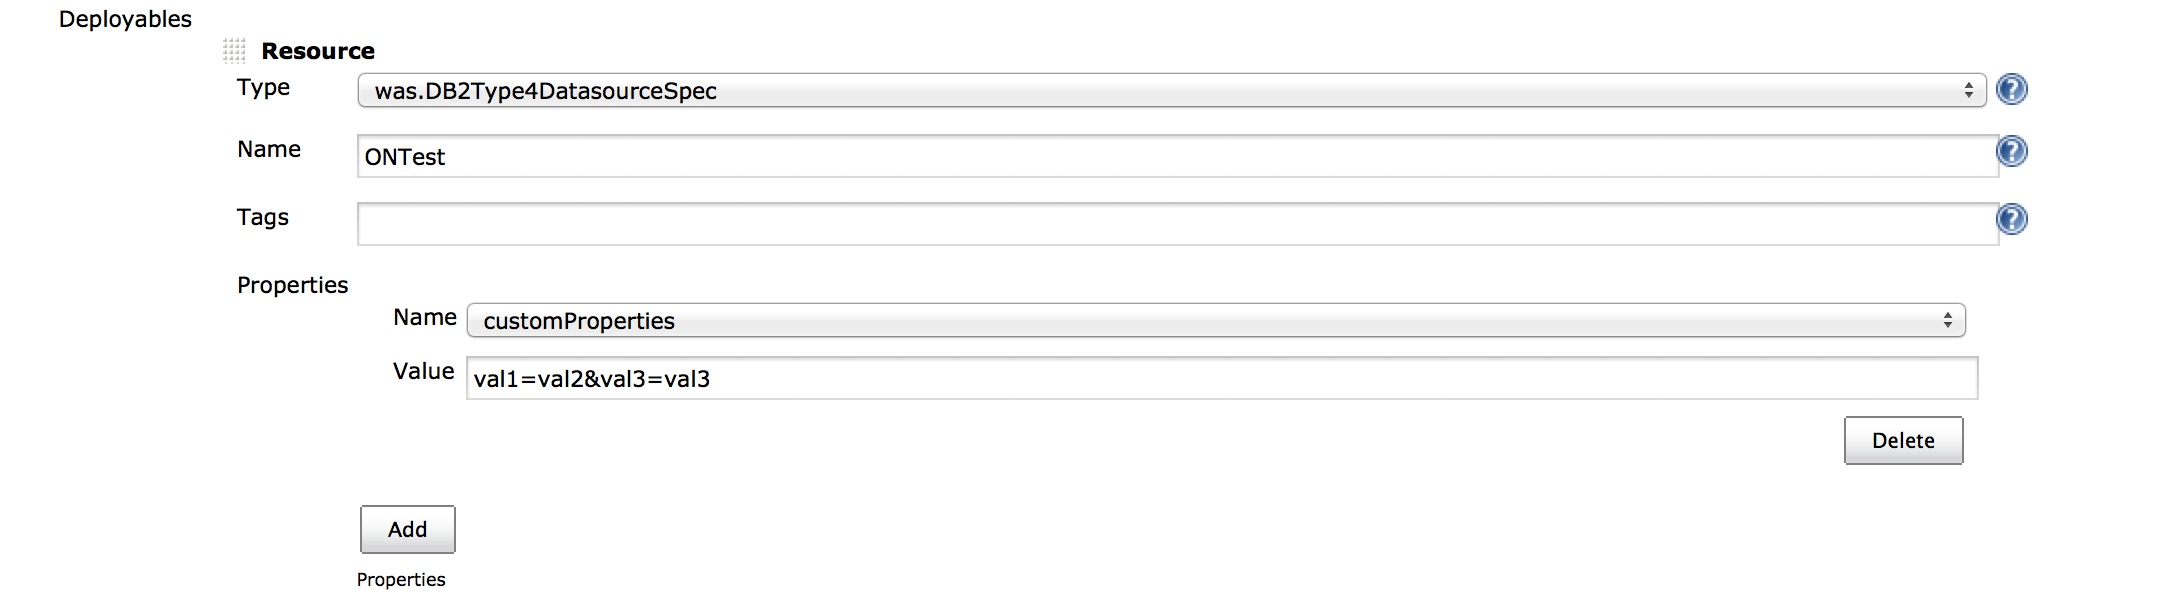 Deployables
Resource
Type was.DB2Type4DatasourceSpec ?
Name ONTest ?
Tags ?
Properties
Name customProperties
Value val1=val2&val3=val3
Delete
Add
Properties